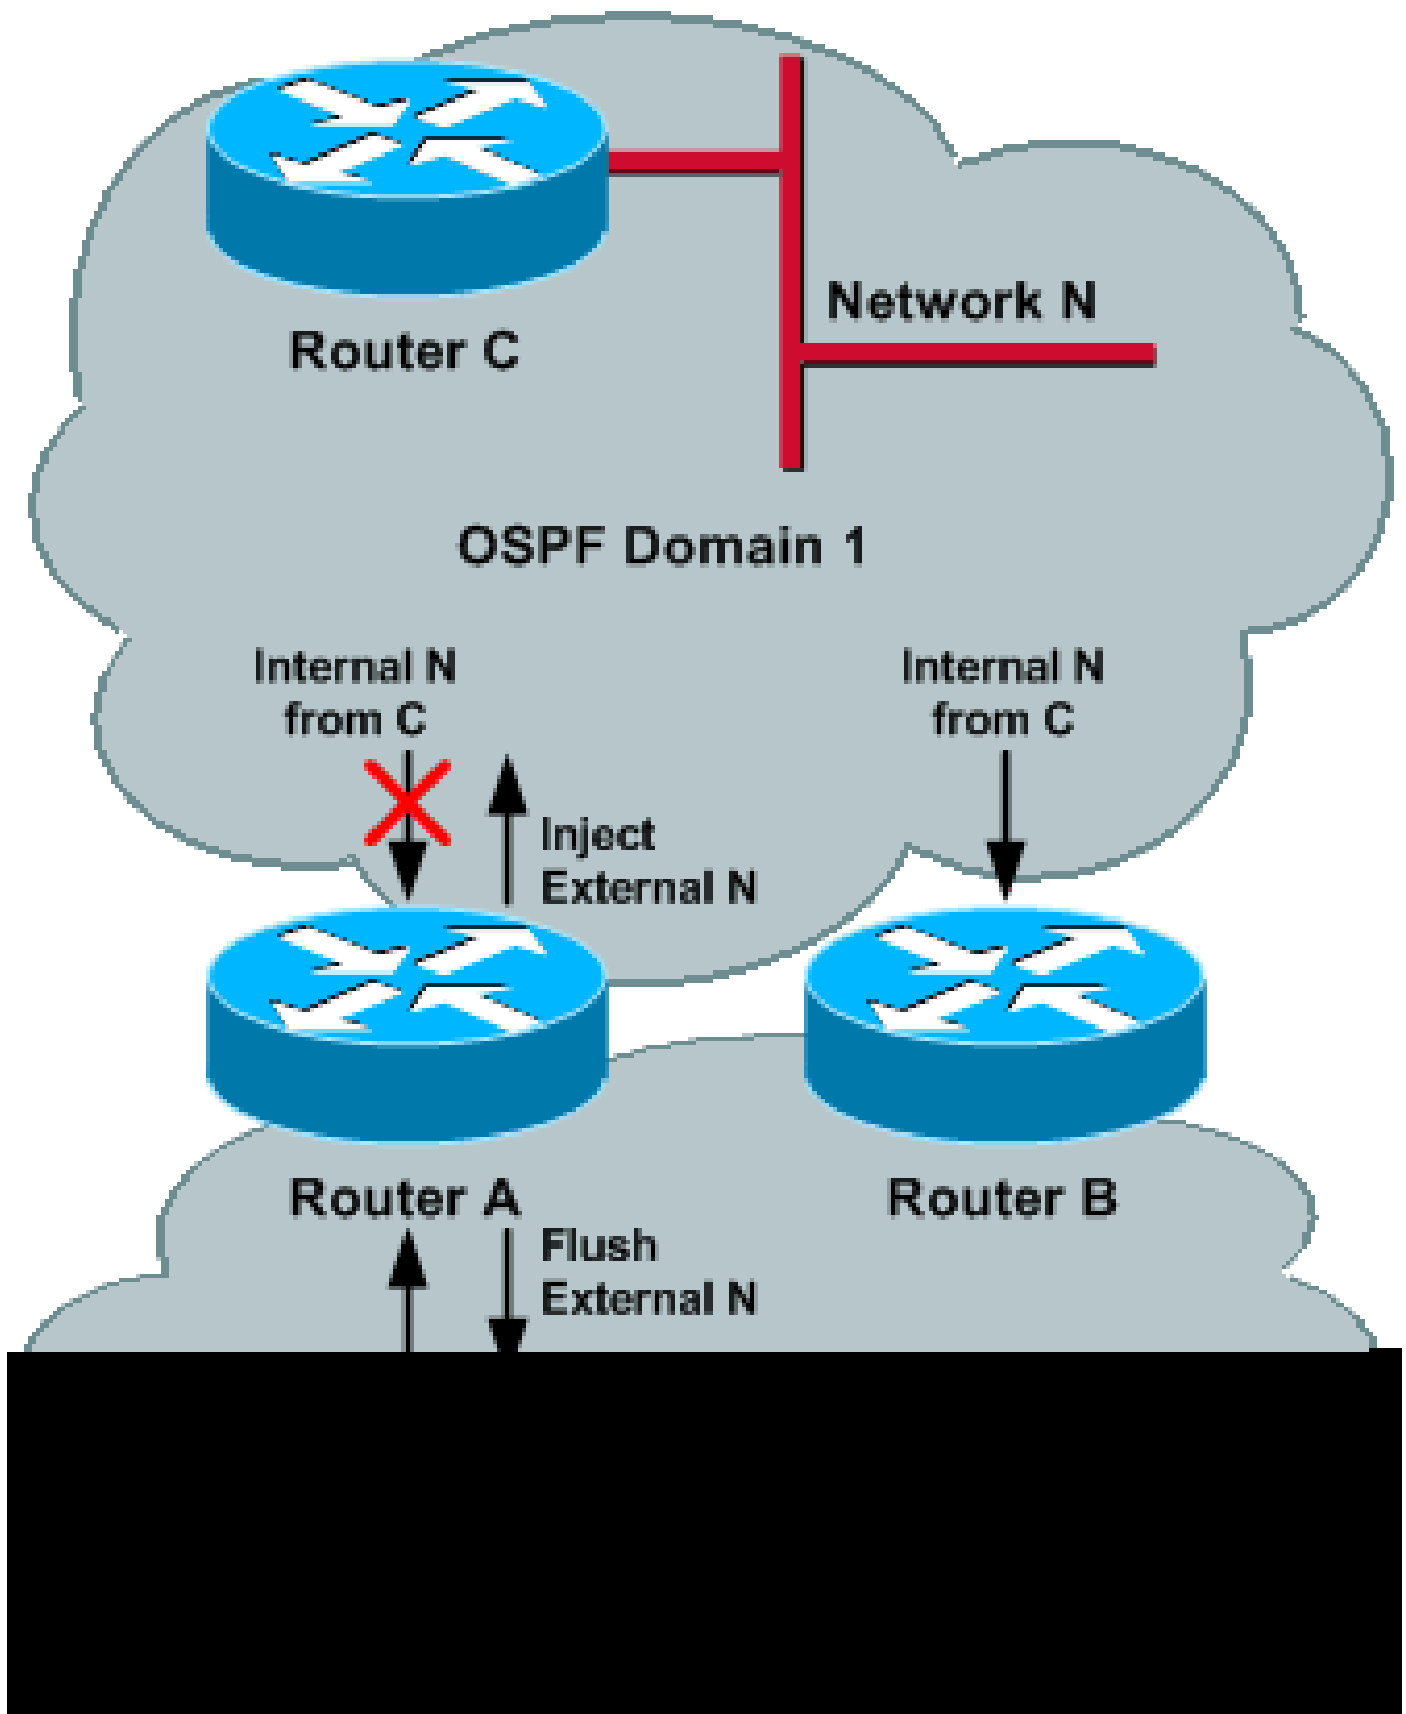 Network N
Router C
OSPF Domain 1
Internal N
from C
Internal N
from C
Inject
External N
Router A
Router B
Flush
External N